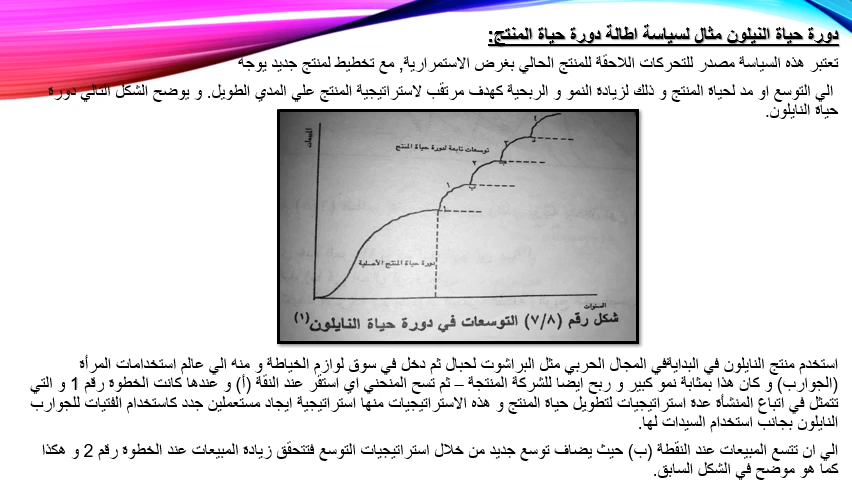 دورة حياة النيلون مثال لسياسة اطالة دورة حياة المنتج:
تعتبر هذه السياسة مصدر للتحركات اللاحقة للمنتج الحالي بغرض الاستمرارية, مع تخطيط لمنتج جديد يوجة
الي التوسع او مد لحياة المنتج و ذلك لزيادة النمو و الربحية كهدف مرتقب لاستراتيجية المنتج علي المدي الطويل. و يوضح الشكل التالي دورة
حياة النايلون.
المبيعات
٤
٣
د
توسعات تابعة لدورة حياة المنتج
٢
جـ
١
ب
أ
دورة حياة المنتج الأصلية
السنوات
شكل رقم (٧/٨) التوسعات في دورة حياة النايلون(١)
استخدم منتج النايلون في البدايةفي المجال الحربي مثل البراشوت لحبال ثم دخل في سوق لوازم الخياطة و منه الي عالم استخدامات المرأة
(الجوارب) و كان هذا بمثابة نمو كبير و ربح ايضا للشركة المنتجة – ثم تسح المنحني اي استقر عند النقة (أ) و عندها كانت الخطوة رقم 1 و التي
تتمثل في اتباع المنشأة عدة استراتيجيات لتطويل حياة المنتج و هذه الاستراتيجيات منها استراتيجية ايجاد مستعملين جدد كاستخدام الفتيات للجوارب
النايلون بجانب استخدام السيدات لها.
الي ان تتسع المبيعات عند النقطة (ب) حيث يضاف توسع جديد من خلال استراتيجيات التوسع فتتحقق زيادة المبيعات عند الخطوة رقم 2 و هكذا
كما هو موضح في الشكل السابق.